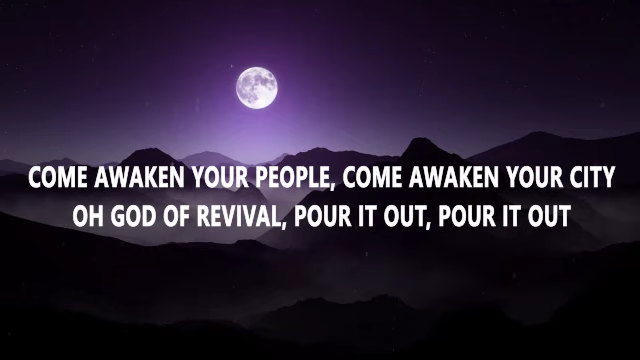 COME AWAKEN YOUR PEOPLE, COME AWAKEN YOUR CITY
OH GOD OF REVIVAL, POUR IT OUT, POUR IT OUT